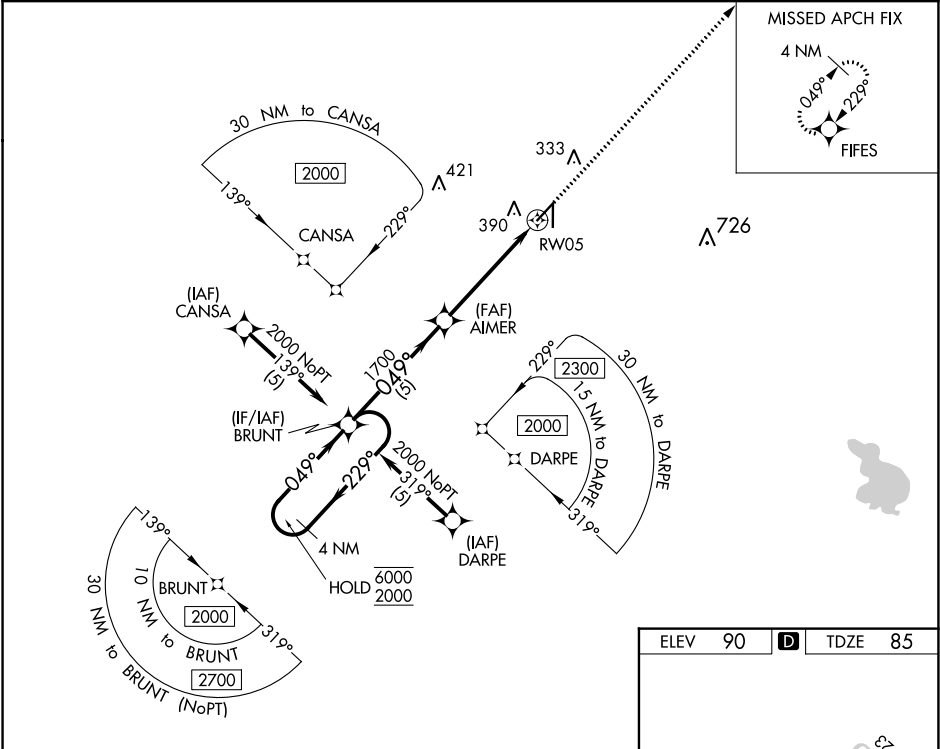 MISSED APCH FIX
4 NM
049°
229°
FIFES
30 NM to CANSA
2000
139°
229°
CANSA
421
333
390
RW05
726
(IAF)
CANSA
2000 NoPT
139°
(5)
(FAF)
AIMER
1700
049°
(5)
(IF/IAF)
BRUNT
049°
229°
4 NM
HOLD 6000
2000
2000 NoPT
319°
(5)
(IAF)
DARPE
229°
2300
30 NM to DARPE
15 NM to DARPE
2000
DARPE
319°
139°
BRUNT
10 NM to BRUNT
2000
319°
30 NM to BRUNT (NoPT)
2700
ELEV 90 D TDZE 85
23